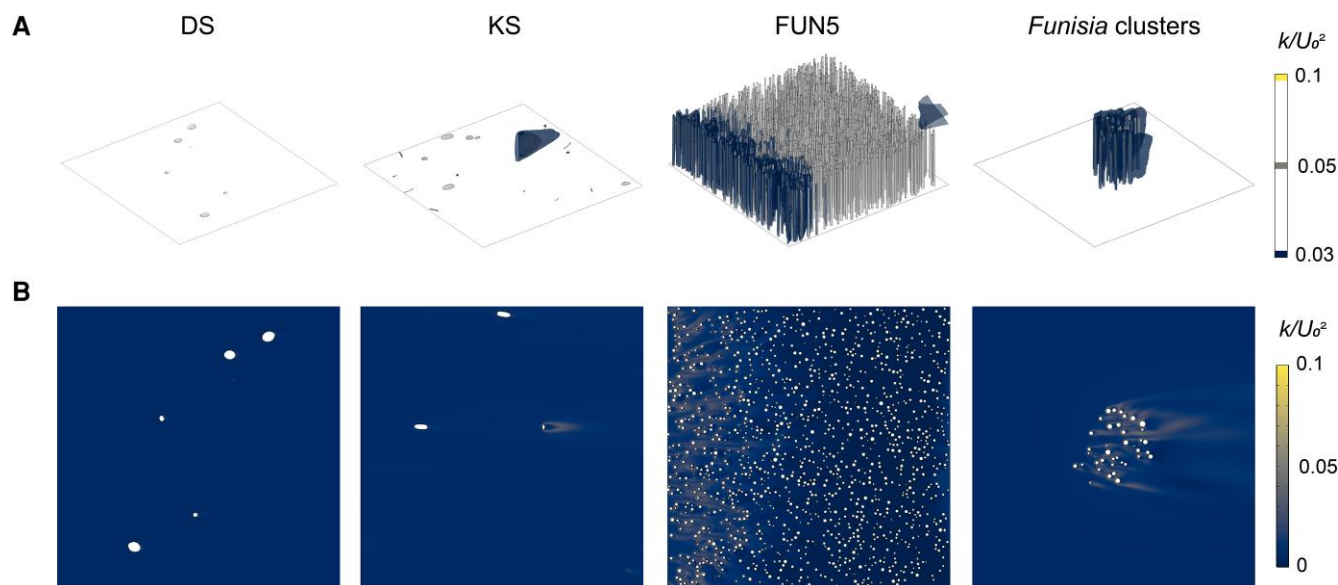 A
DS
KS
FUN5
Funisia clusters
k/U₀²
0.1
0.05
0.03
B
k/U₀²
0.1
0.05
0